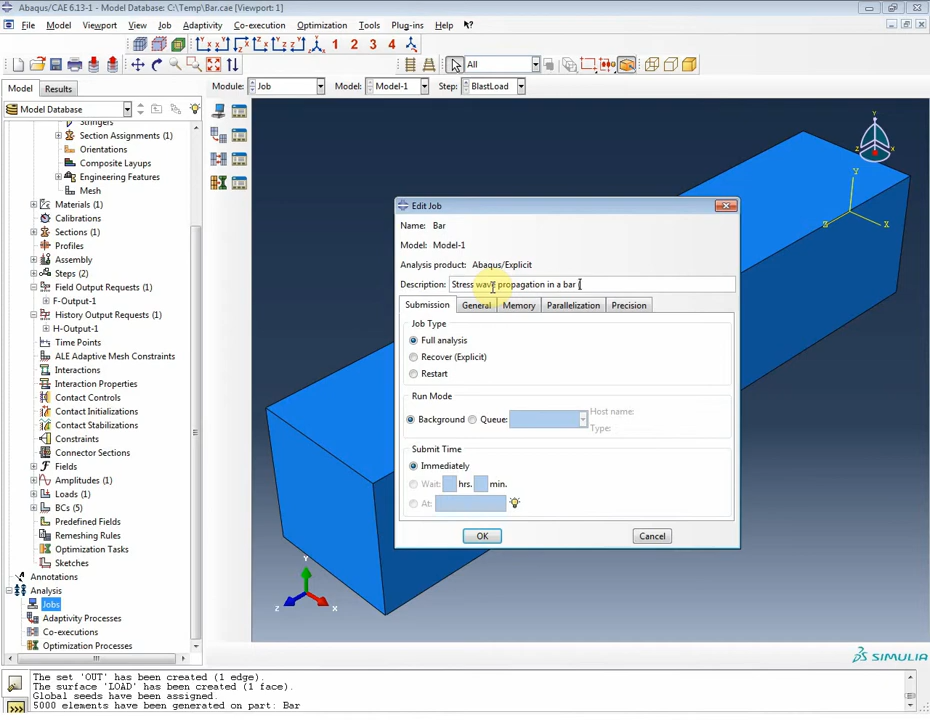 Abaqus/CAE 6.13-1 - Model Database: C:\Temp\Bar.cae [Viewport: 1]
File Model Viewport View Job Adaptivity Co-execution Optimization Tools Plug-ins Help
1 2 3 4
All
Model Results Module: Job Model: Model-1 Step: BlastLoad
Model Database
Stringers
Section Assignments (1)
Orientations
Composite Layups
Engineering Features
Mesh
Materials (1)
Calibrations
Sections (1)
Profiles
Assembly
Steps (2)
Field Output Requests (1)
F-Output-1
History Output Requests (1)
H-Output-1
Time Points
ALE Adaptive Mesh Constraints
Interactions
Interaction Properties
Contact Controls
Contact Initializations
Contact Stabilizations
Constraints
Connector Sections
Fields
Amplitudes (1)
Loads (1)
BCs (5)
Predefined Fields
Remeshing Rules
Optimization Tasks
Sketches
Annotations
Analysis
Jobs
Adaptivity Processes
Co-executions
Optimization Processes
Edit Job
Name: Bar
Model: Model-1
Analysis product: Abaqus/Explicit
Description: Stress wave propagation in a bar
Submission General Memory Parallelization Precision
Job Type
Full analysis
Recover (Explicit)
Restart
Run Mode
Background Queue: Host name:
Type:
Submit Time
Immediately
Wait: hrs. min.
At:
OK Cancel
Y
Z X
Y
Z X
Y
Z X
SIMULIA
The set 'OUT' has been created (1 edge).
The surface 'LOAD' has been created (1 face).
Global seeds have been assigned.
5000 elements have been generated on part: Bar